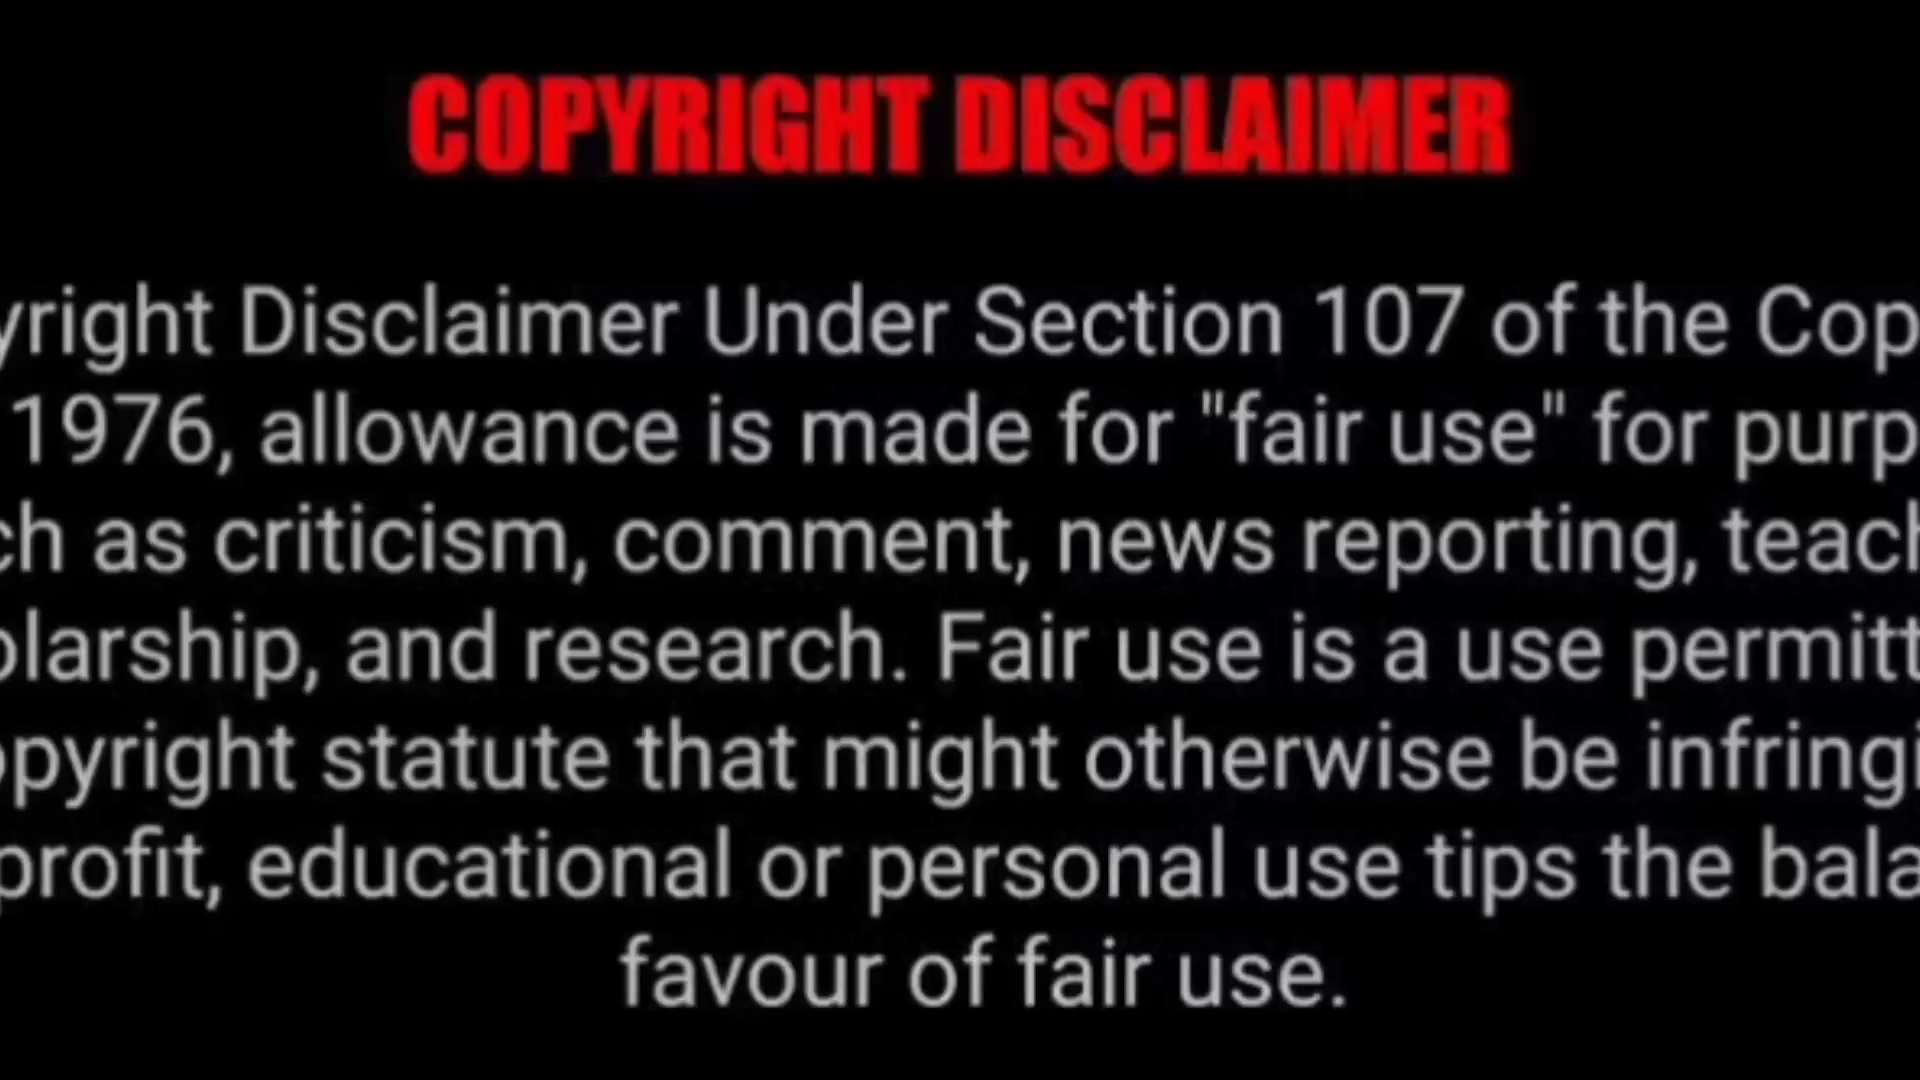 COPYRIGHT DISCLAIMER
yright Disclaimer Under Section 107 of the Cop
1976, allowance is made for "fair use" for purp
ch as criticism, comment, news reporting, teach
olarship, and research. Fair use is a use permitt
opyright statute that might otherwise be infringi
profit, educational or personal use tips the bala
favour of fair use.